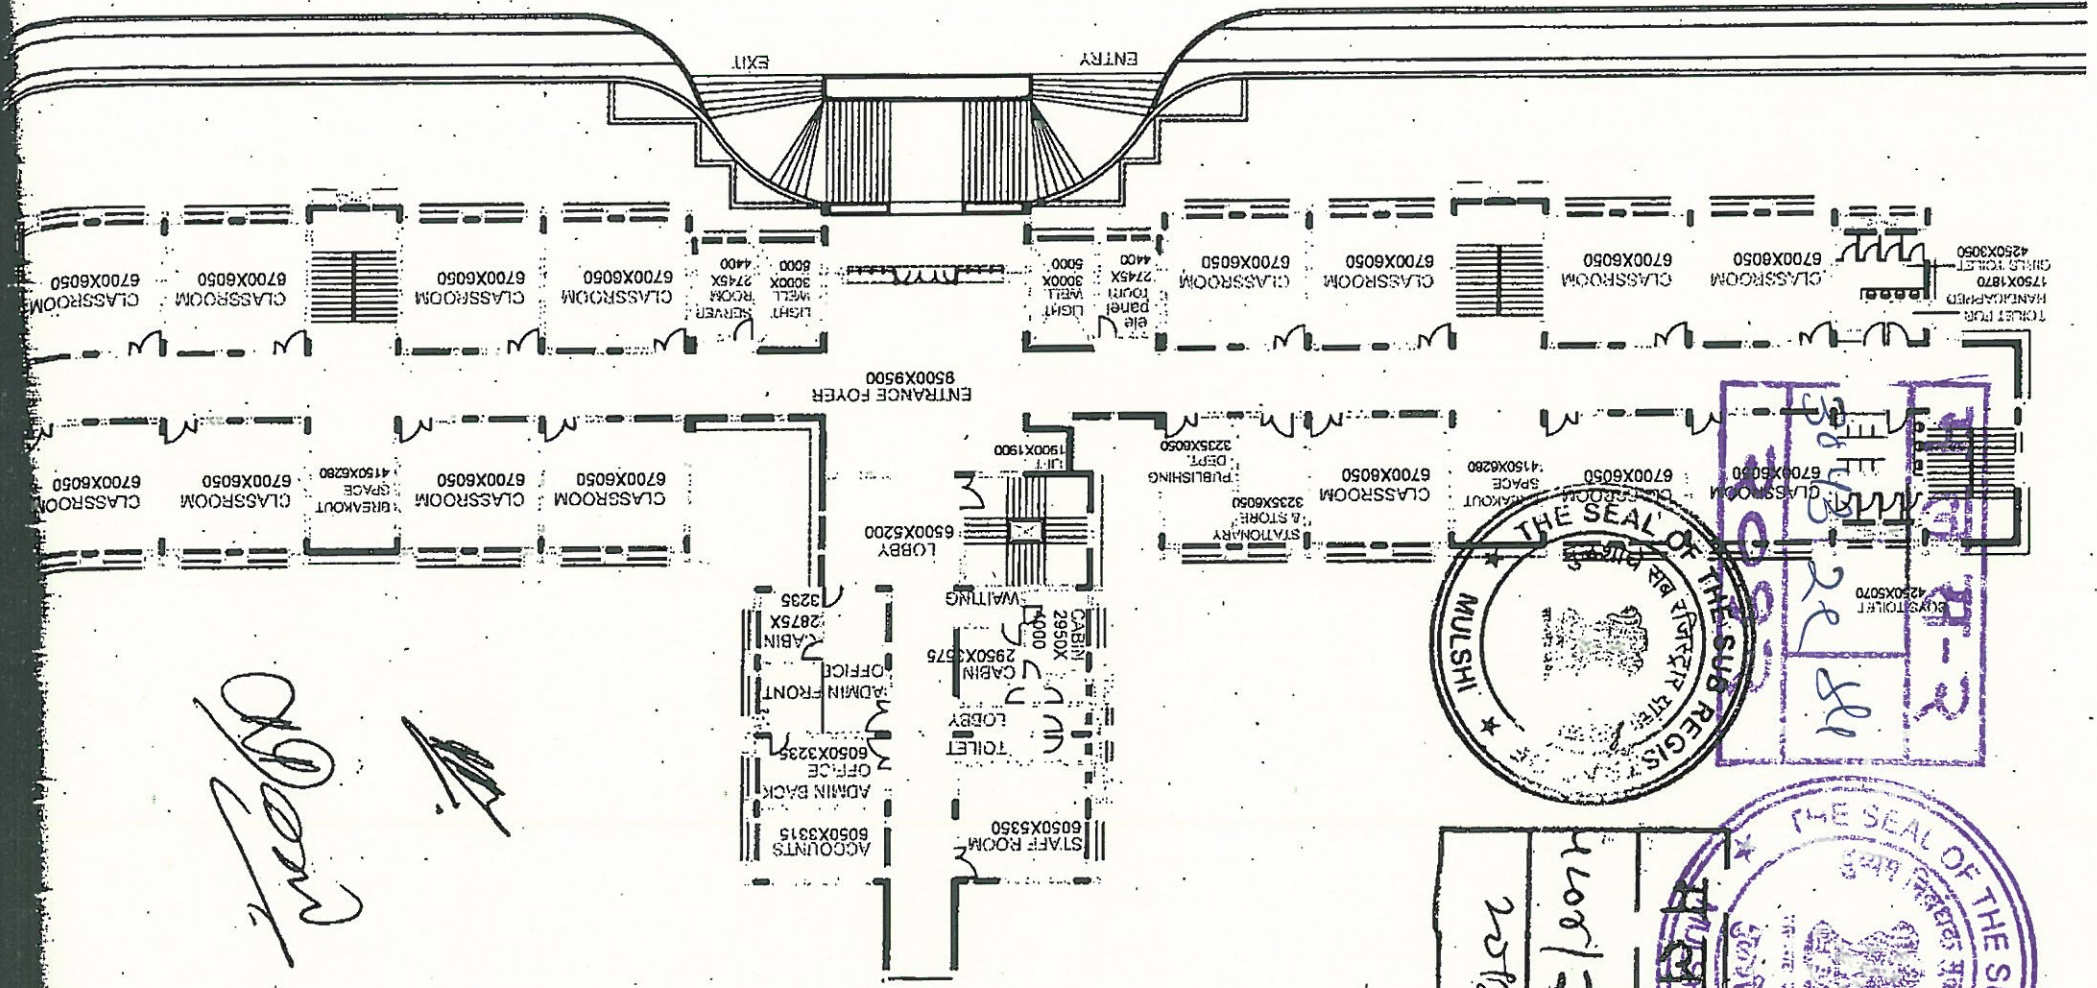 EXIT
ENTRY
CLASSROOM
6700X6050
CLASSROOM
6700X6050
CLASSROOM
6700X6050
CLASSROOM
6700X6050
SERVER
ROOM
2745X
4400
LIGHT
WELL
3000X
5000
LIGHT
WELL
3000X
5000
ele
panel
room
2745X
4400
CLASSROOM
6700X6050
CLASSROOM
6700X6050
CLASSROOM
6700X6050
CLASSROOM
6700X6050
TOILET FOR
HANDICAPPED
1750X1870
GIRLS TOILET
4250X3050
ENTRANCE FOYER
9500X9500
CLASSROOM
6700X6050
CLASSROOM
6700X6050
BREAKOUT
SPACE
4150X6280
CLASSROOM
6700X6050
CLASSROOM
6700X6050
LIFT
1900X1900
LOBBY
6500X5200
PUBLISHING
DEPT.
3235X6050
STATIONARY
& STORE
3235X6050
CLASSROOM
6700X6050
BREAKOUT
SPACE
4150X6280
CLASSROOM
6700X6050
CLASSROOM
6700X6050
BOYS TOILET
4250X5070
CABIN
2875X
3235
WAITING
CABIN
2950X
4000
CABIN
2950X3575
ADMIN FRONT
OFFICE
LOBBY
TOILET
ADMIN BACK
OFFICE
6050X3235
ACCOUNTS
6050X3315
STAFF ROOM
6050X5350
THE SEAL OF THE SUB REGIS
MULSHI
THE SEAL OF THE S